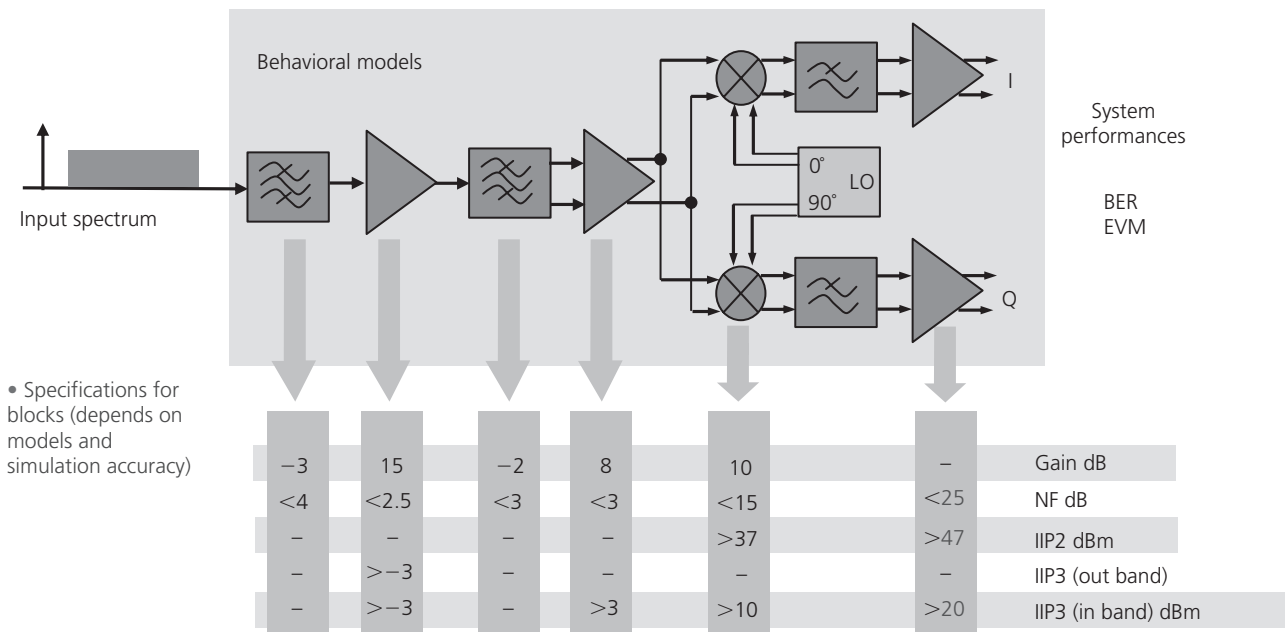 Behavioral models
I
System
performances
0°
LO
90°
BER
EVM
Input spectrum
Q
• Specifications for
blocks (depends on
models and
simulation accuracy)
−3 15 −2 8 10 – Gain dB
<4 <2.5 <3 <3 <15 <25 NF dB
– – – – >37 >47 IIP2 dBm
– >−3 – – – – IIP3 (out band)
– >−3 – >3 >10 >20 IIP3 (in band) dBm